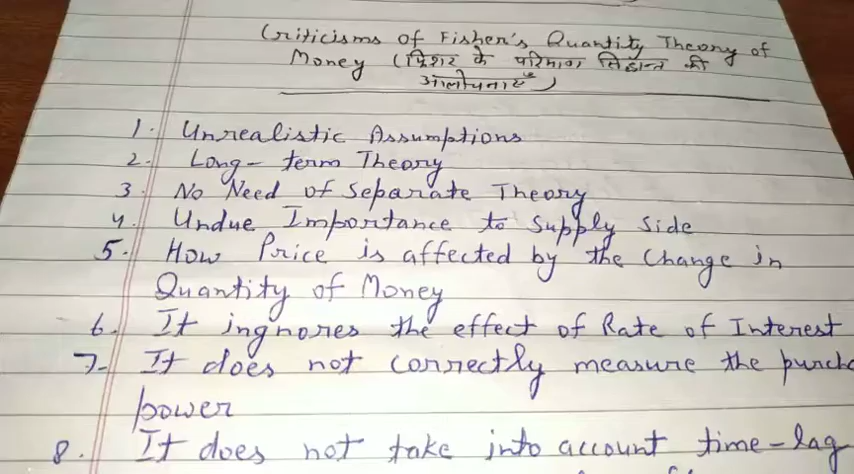 Criticisms of Fisher's Quantity Theory of
Money (फिशर के परिमाण सिद्धान्त की
आलोचनाएँ)
1. Unrealistic Assumptions
2. Long-term Theory
3. No Need of Separate Theory
4. Undue Importance to Supply Side
5. How Price is affected by the Change in
Quantity of Money
6. It ingnores the effect of Rate of Interest
7. It does not correctly measure the purch
power
8. It does not take into account time-lag